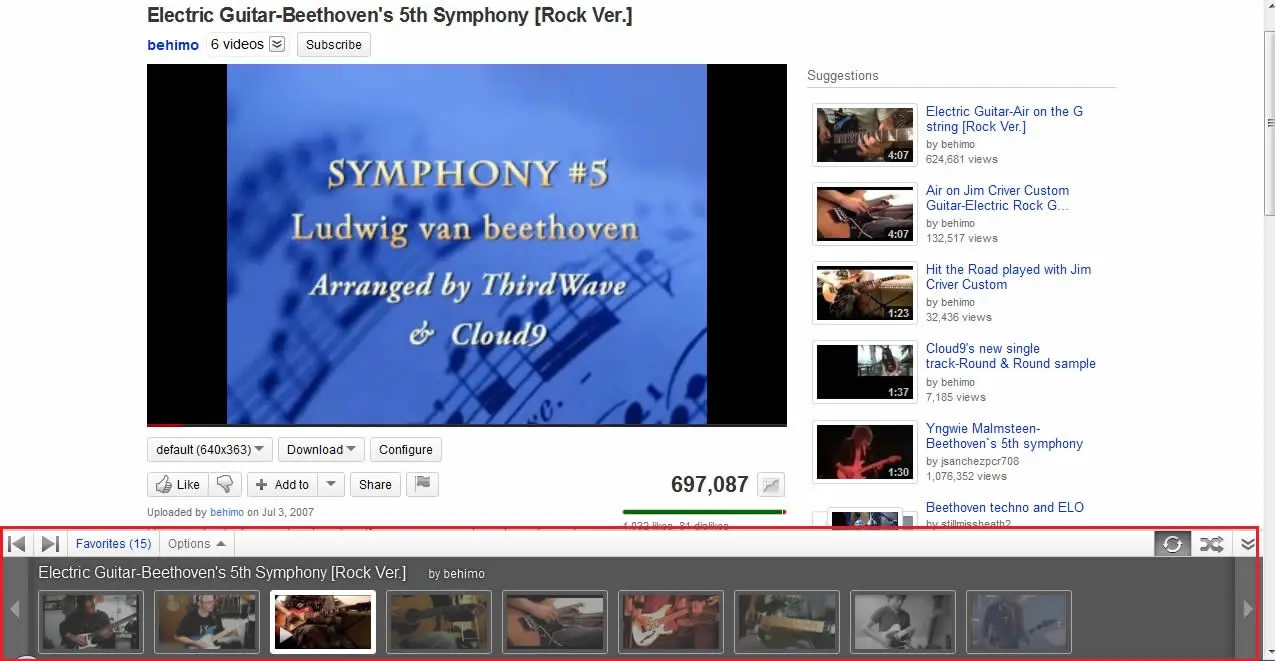 Electric Guitar-Beethoven's 5th Symphony [Rock Ver.]
behimo 6 videos Subscribe
SYMPHONY #5
Ludwig van beethoven
Arranged by ThirdWave
& Cloud9
default (640x363) Download Configure
Like Add to Share
697,087
Uploaded by behimo on Jul 3, 2007
1,032 likes, 81 dislikes
Suggestions
4:07
Electric Guitar-Air on the G
string [Rock Ver.]
by behimo
624,681 views
4:07
Air on Jim Criver Custom
Guitar-Electric Rock G...
by behimo
132,517 views
1:23
Hit the Road played with Jim
Criver Custom
by behimo
32,436 views
1:37
Cloud9's new single
track-Round & Round sample
by behimo
7,185 views
1:30
Yngwie Malmsteen-
Beethoven`s 5th symphony
by jsanchezpcr708
1,076,352 views
Beethoven techno and ELO
by stillmissheath2
Favorites (15) Options
Electric Guitar-Beethoven's 5th Symphony [Rock Ver.] by behimo